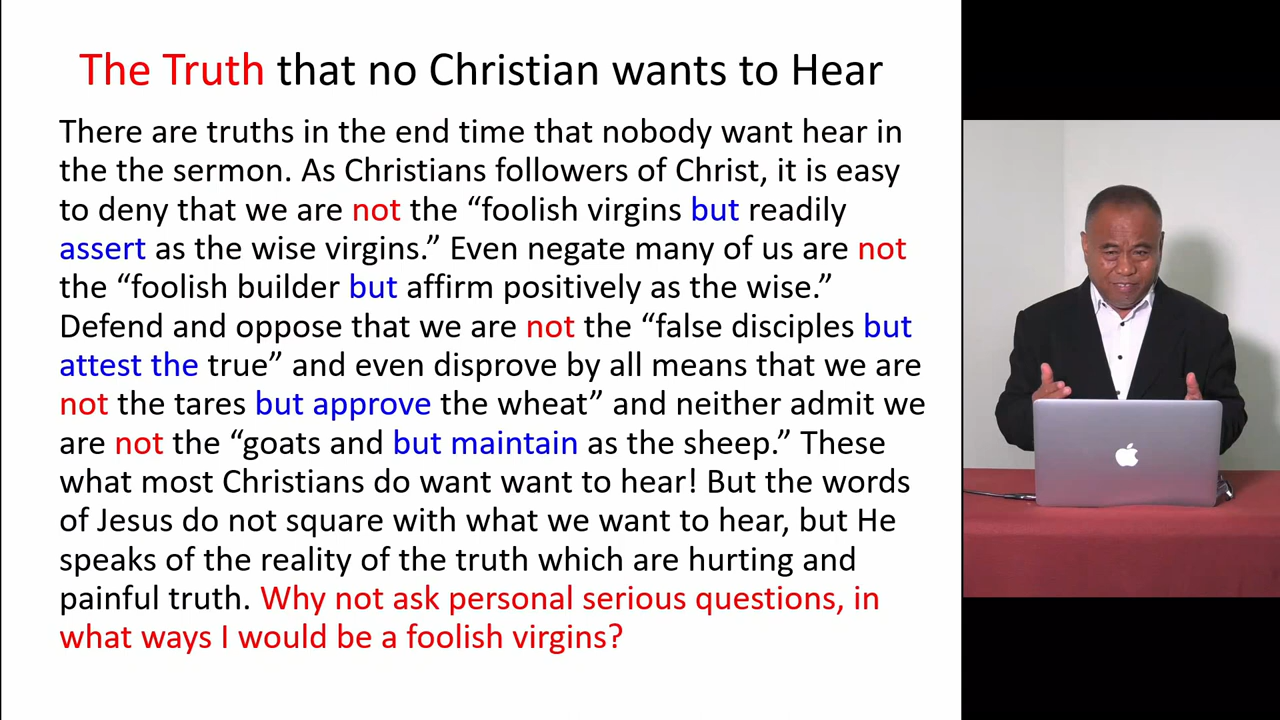 The Truth that no Christian wants to Hear
There are truths in the end time that nobody want hear in
the the sermon. As Christians followers of Christ, it is easy
to deny that we are not the “foolish virgins but readily
assert as the wise virgins.” Even negate many of us are not
the “foolish builder but affirm positively as the wise.”
Defend and oppose that we are not the “false disciples but
attest the true” and even disprove by all means that we are
not the tares but approve the wheat” and neither admit we
are not the “goats and but maintain as the sheep.” These
what most Christians do want want to hear! But the words
of Jesus do not square with what we want to hear, but He
speaks of the reality of the truth which are hurting and
painful truth. Why not ask personal serious questions, in
what ways I would be a foolish virgins?